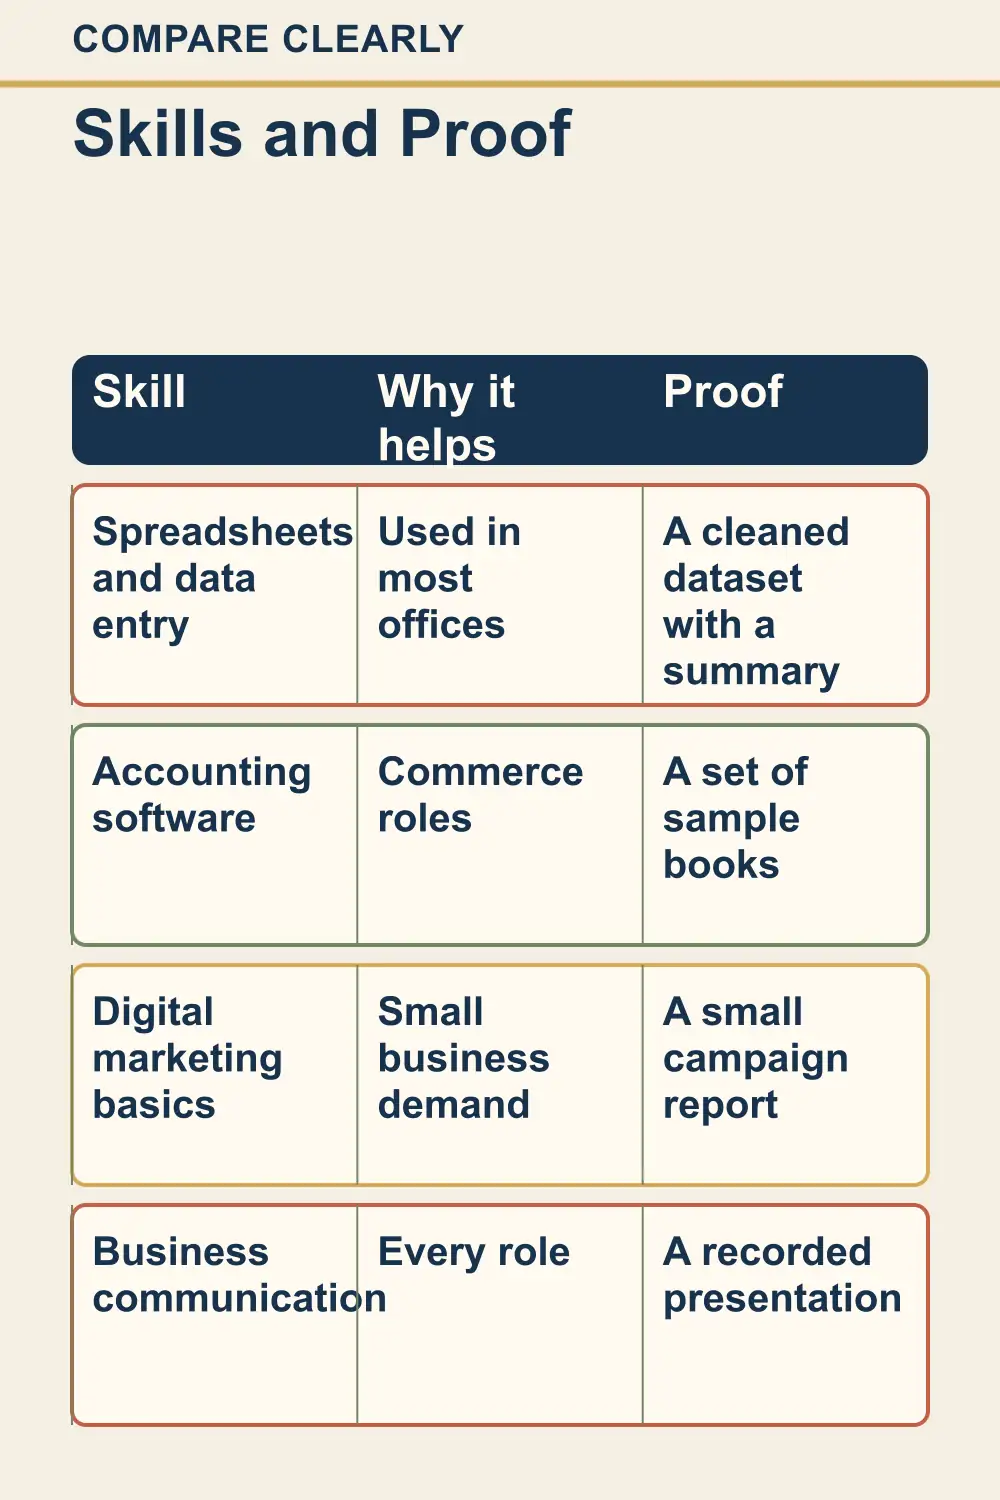 COMPARE CLEARLY
Skills and Proof
Skill
Why it
helps
Proof
Spreadsheets
and data
entry
Used in
most
offices
A cleaned
dataset
with a
summary
Accounting
software
Commerce
roles
A set of
sample
books
Digital
marketing
basics
Small
business
demand
A small
campaign
report
Business
communication
Every role
A recorded
presentation